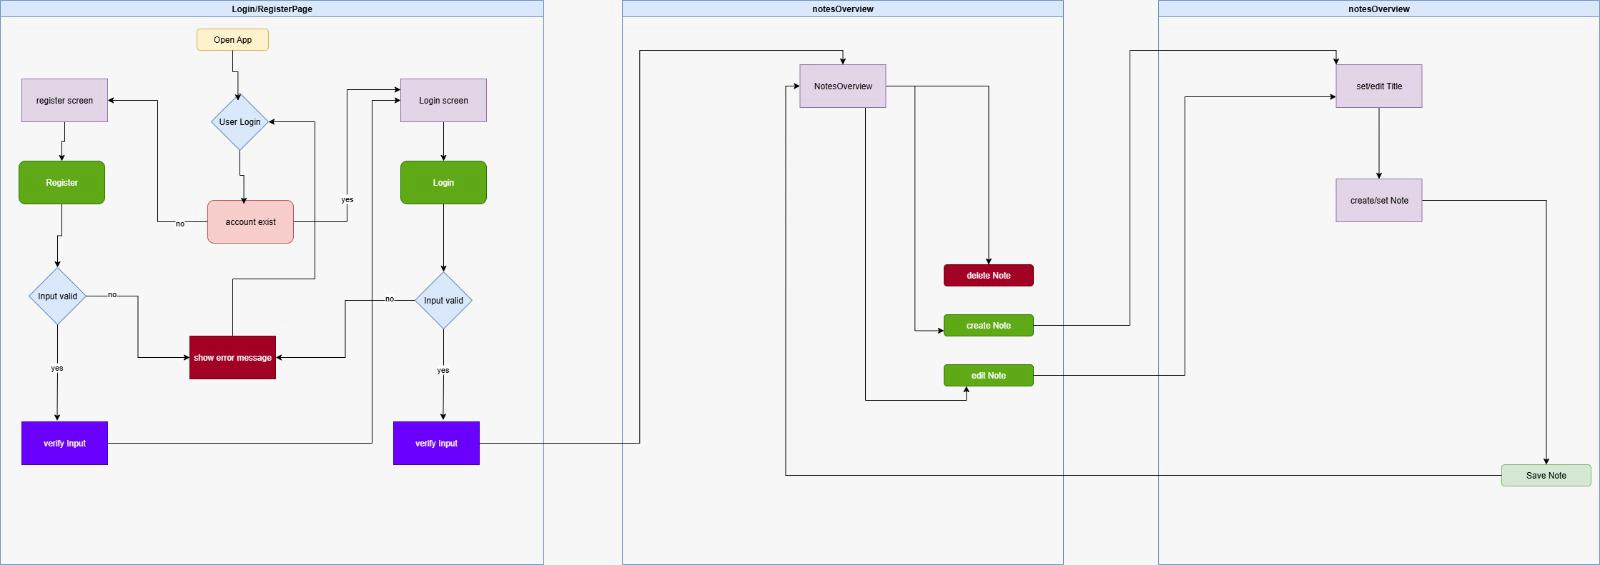 Login/RegisterPage
Open App
register screen
User Login
Login screen
Register
account exist
Login
no
yes
Input valid
no
Input valid
no
show error message
yes
yes
verify Input
verify Input
notesOverview
NotesOverview
delete Note
create Note
edit Note
notesOverview
set/edit Title
create/set Note
Save Note